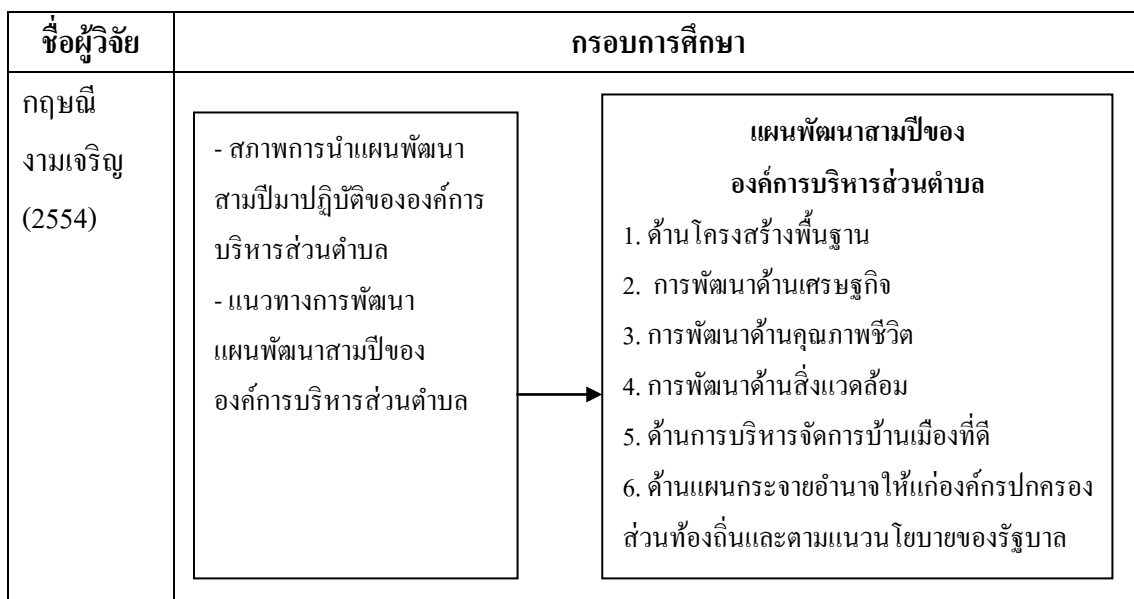 ชื่อผู้วิจัย
กรอบการศึกษา
กฤษณี
งามเจริญ
(2554)
- สภาพการนำแผนพัฒนา
สามปีมาปฏิบัติขององค์การ
บริหารส่วนตำบล
- แนวทางการพัฒนา
แผนพัฒนาสามปีของ
องค์การบริหารส่วนตำบล
แผนพัฒนาสามปีของ
องค์การบริหารส่วนตำบล
1. ด้านโครงสร้างพื้นฐาน
2. การพัฒนาด้านเศรษฐกิจ
3. การพัฒนาด้านคุณภาพชีวิต
4. การพัฒนาด้านสิ่งแวดล้อม
5. ด้านการบริหารจัดการบ้านเมืองที่ดี
6. ด้านแผนกระจายอำนาจให้แก่องค์กรปกครอง
ส่วนท้องถิ่นและตามแนวนโยบายของรัฐบาล